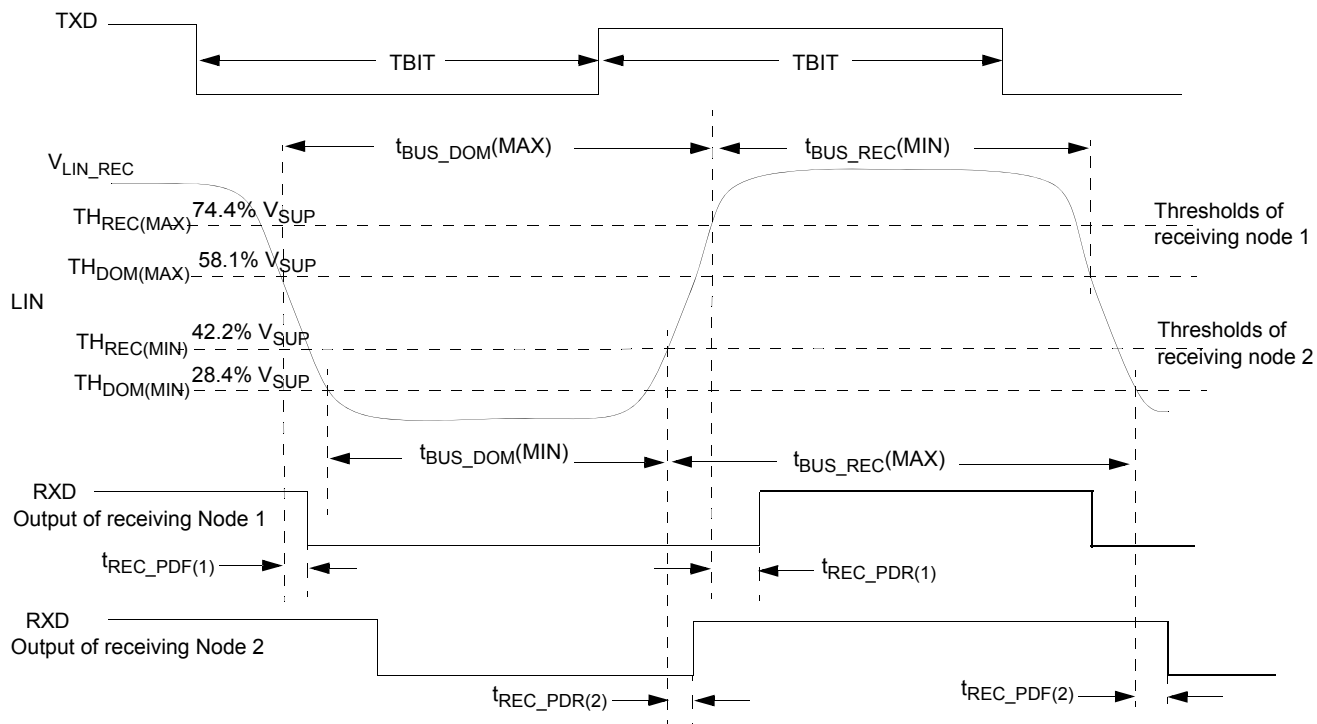 TXD
TBIT TBIT
tBUS_DOM(MAX) tBUS_REC(MIN)
VLIN_REC
THREC(MAX) 74.4% VSUP
Thresholds of
receiving node 1
THDOM(MAX) 58.1% VSUP
LIN
THREC(MIN) 42.2% VSUP
Thresholds of
receiving node 2
THDOM(MIN) 28.4% VSUP
tBUS_DOM(MIN) tBUS_REC(MAX)
RXD
Output of receiving Node 1
tREC_PDF(1) tREC_PDR(1)
RXD
Output of receiving Node 2
tREC_PDR(2) tREC_PDF(2)